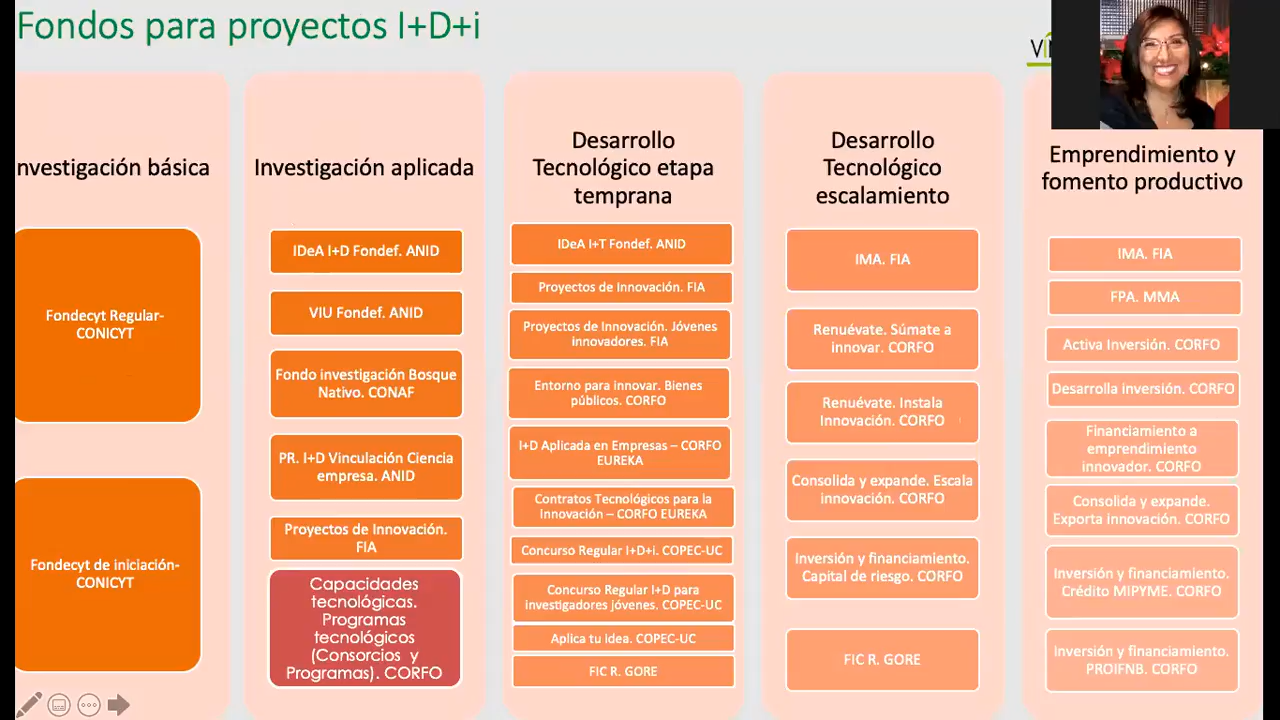 Fondos para proyectos I+D+i
nvestigación básica
Fondecyt Regular-
CONICYT
Fondecyt de iniciación-
CONICYT
Investigación aplicada
IDeA I+D Fondef. ANID
VIU Fondef. ANID
Fondo investigación Bosque
Nativo. CONAF
PR. I+D Vinculación Ciencia
empresa. ANID
Proyectos de Innovación.
FIA
Capacidades
tecnológicas.
Programas
tecnológicos
(Consorcios y
Programas). CORFO
Desarrollo
Tecnológico etapa
temprana
IDeA I+T Fondef. ANID
Proyectos de Innovación. FIA
Proyectos de Innovación. Jóvenes
innovadores. FIA
Entorno para innovar. Bienes
públicos. CORFO
I+D Aplicada en Empresas – CORFO
EUREKA
Contratos Tecnológicos para la
Innovación – CORFO EUREKA
Concurso Regular I+D+i. COPEC-UC
Concurso Regular I+D para
investigadores jóvenes. COPEC-UC
Aplica tu Idea. COPEC-UC
FIC R. GORE
Desarrollo
Tecnológico
escalamiento
IMA. FIA
Renuévate. Súmate a
innovar. CORFO
Renuévate. Instala
Innovación. CORFO
Consolida y expande. Escala
innovación. CORFO
Inversión y financiamiento.
Capital de riesgo. CORFO
FIC R. GORE
Emprendimiento y
fomento productivo
IMA. FIA
FPA. MMA
Activa Inversión. CORFO
Desarrolla inversión. CORFO
Financiamiento a
emprendimiento
innovador. CORFO
Consolida y expande.
Exporta innovación. CORFO
Inversión y financiamiento.
Crédito MIPYME. CORFO
Inversión y financiamiento.
PROIFNB. CORFO